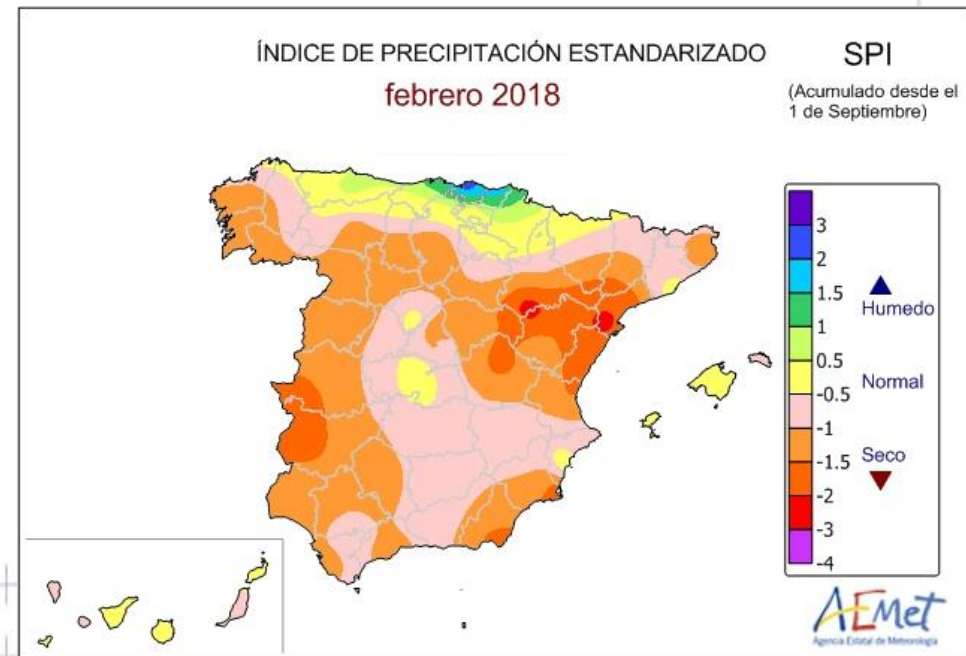 ÍNDICE DE PRECIPITACIÓN ESTANDARIZADO
febrero 2018
SPI
(Acumulado desde el
1 de Septiembre)
3
2
1.5
1
0.5
-0.5
-1
-1.5
-2
-3
-4
Humedo
Normal
Seco
AEMet
Agencia Estatal de Meteorología